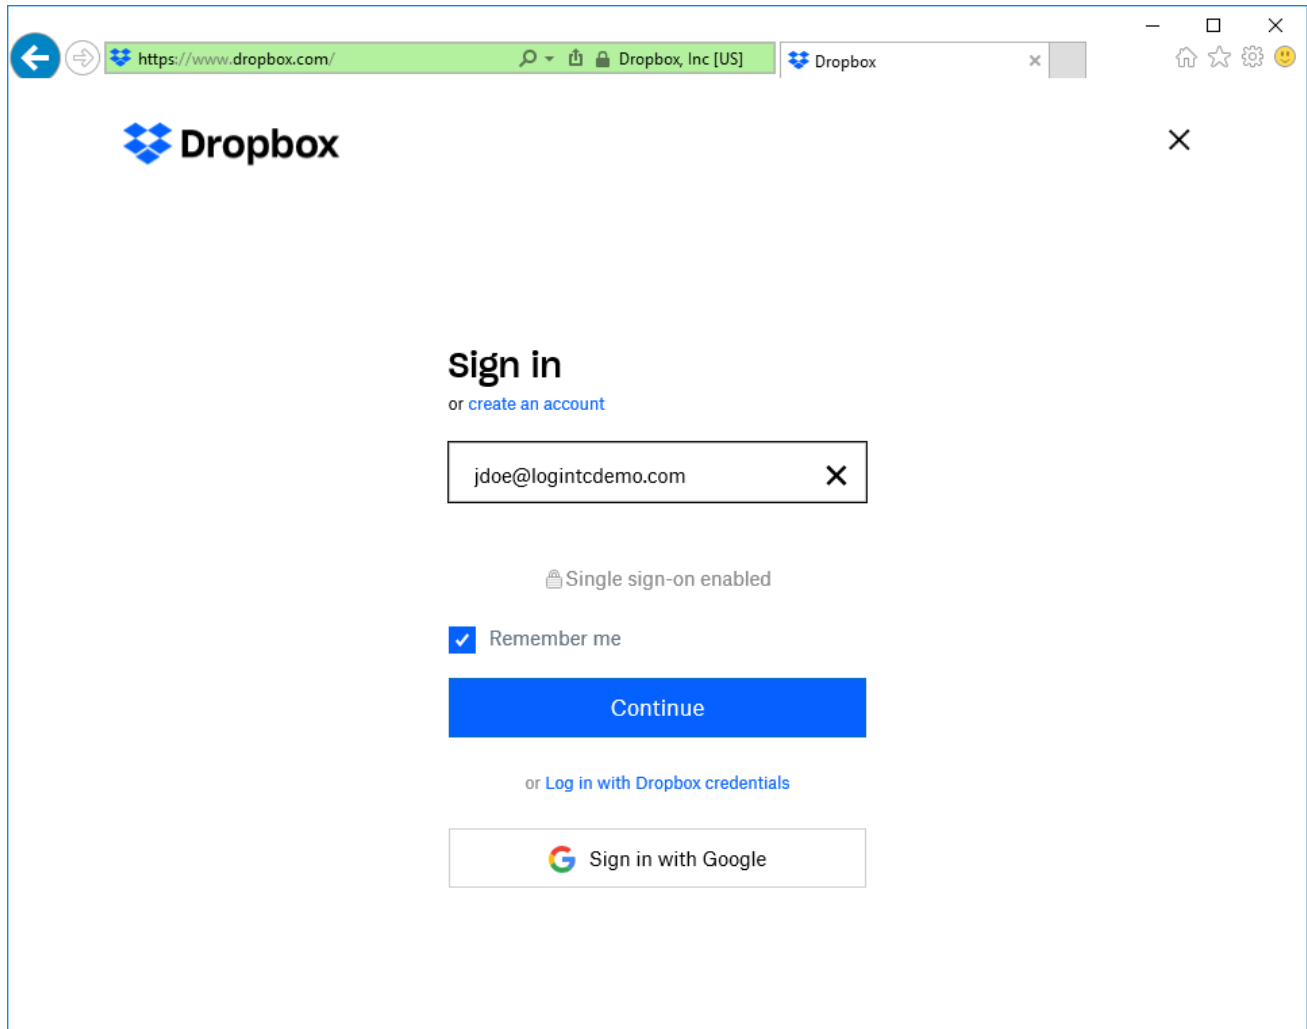 https://www.dropbox.com/
Dropbox, Inc [US]
Dropbox
Dropbox
Sign in
or create an account
jdoe@logintcdemo.com
Single sign-on enabled
Remember me
Continue
or Log in with Dropbox credentials
Sign in with Google